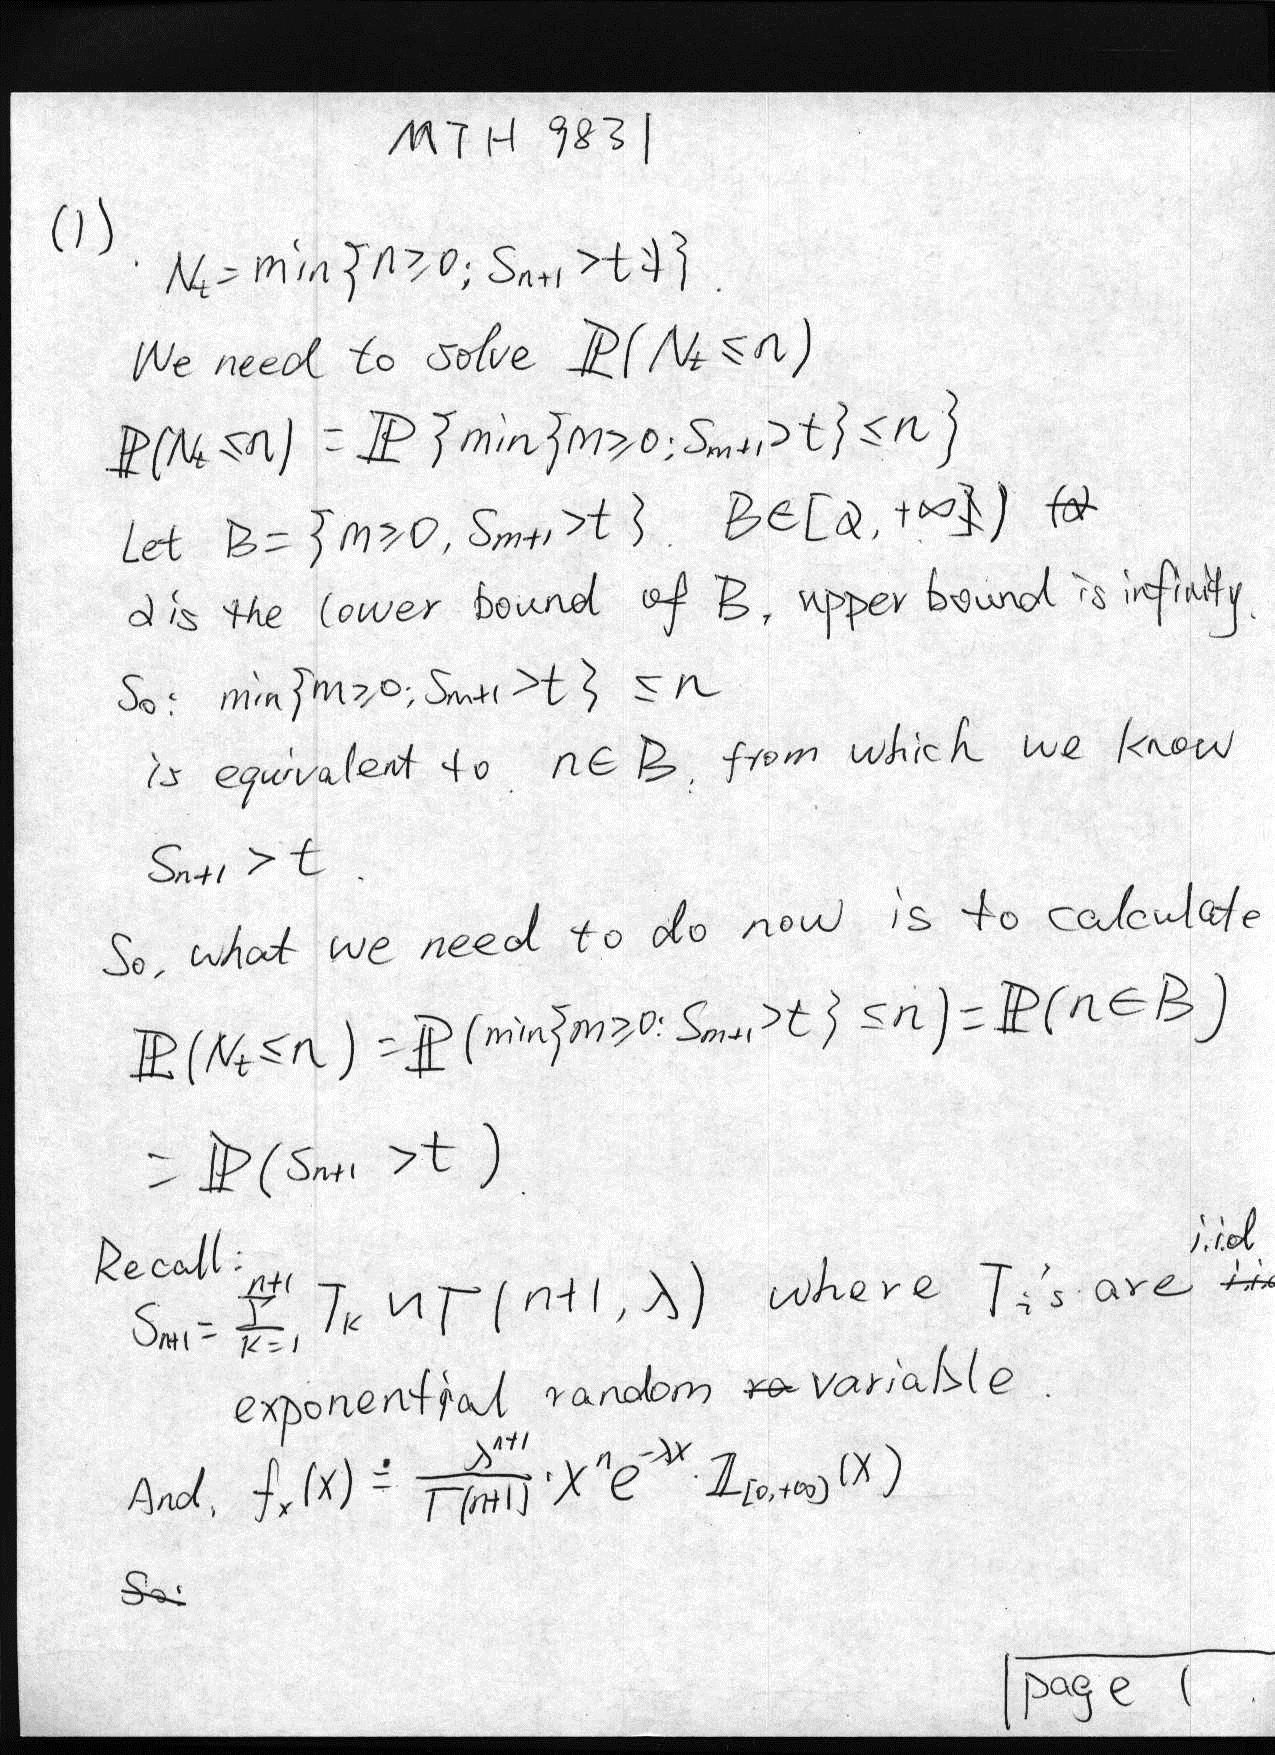 MTH 9831
(1).
N_t = min{n≥0; S_{n+1} > t}.
We need to solve ℙ(N_t ≤ n)
ℙ(N_t ≤ n) = ℙ{min{m≥0; S_{m+1} > t} ≤ n}
Let B = {m≥0, S_{m+1} > t}. B∈[α, +∞)
α is the lower bound of B, upper bound is infinity.
So: min{m≥0; S_{m+1} > t} ≤ n
is equivalent to n∈B, from which we know
S_{n+1} > t.
So, what we need to do now is to calculate
ℙ(N_t ≤ n) = ℙ(min{m≥0: S_{m+1} > t} ≤ n) = ℙ(n∈B)
= ℙ(S_{n+1} > t).
Recall:
S_{n+1} = Σ_{k=1}^{n+1} T_k ~ Γ(n+1, λ) where T_i's are i.i.d
exponential random variable.
And, f_x(x) = λ^{n+1}/Γ(n+1) · x^n e^{-λx} · 𝟙_{[0,+∞)}(x)
So:
page 1